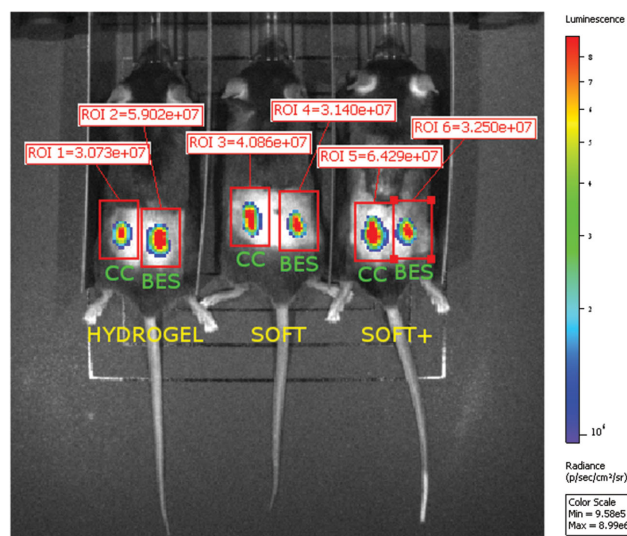 Luminescence
ROI 2=5.902e+07
ROI 4=3.140e+07
ROI 6=3.250e+07
ROI 1=3.073e+07
ROI 3=4.086e+07
ROI 5=6.429e+07
CC
BES
CC
BES
CC
BES
HYDROGEL
SOFT
SOFT+
8
7
6
5
4
3
2
10⁶
Radiance
(p/sec/cm²/sr)
Color Scale
Min = 9.58e5
Max = 8.99e6